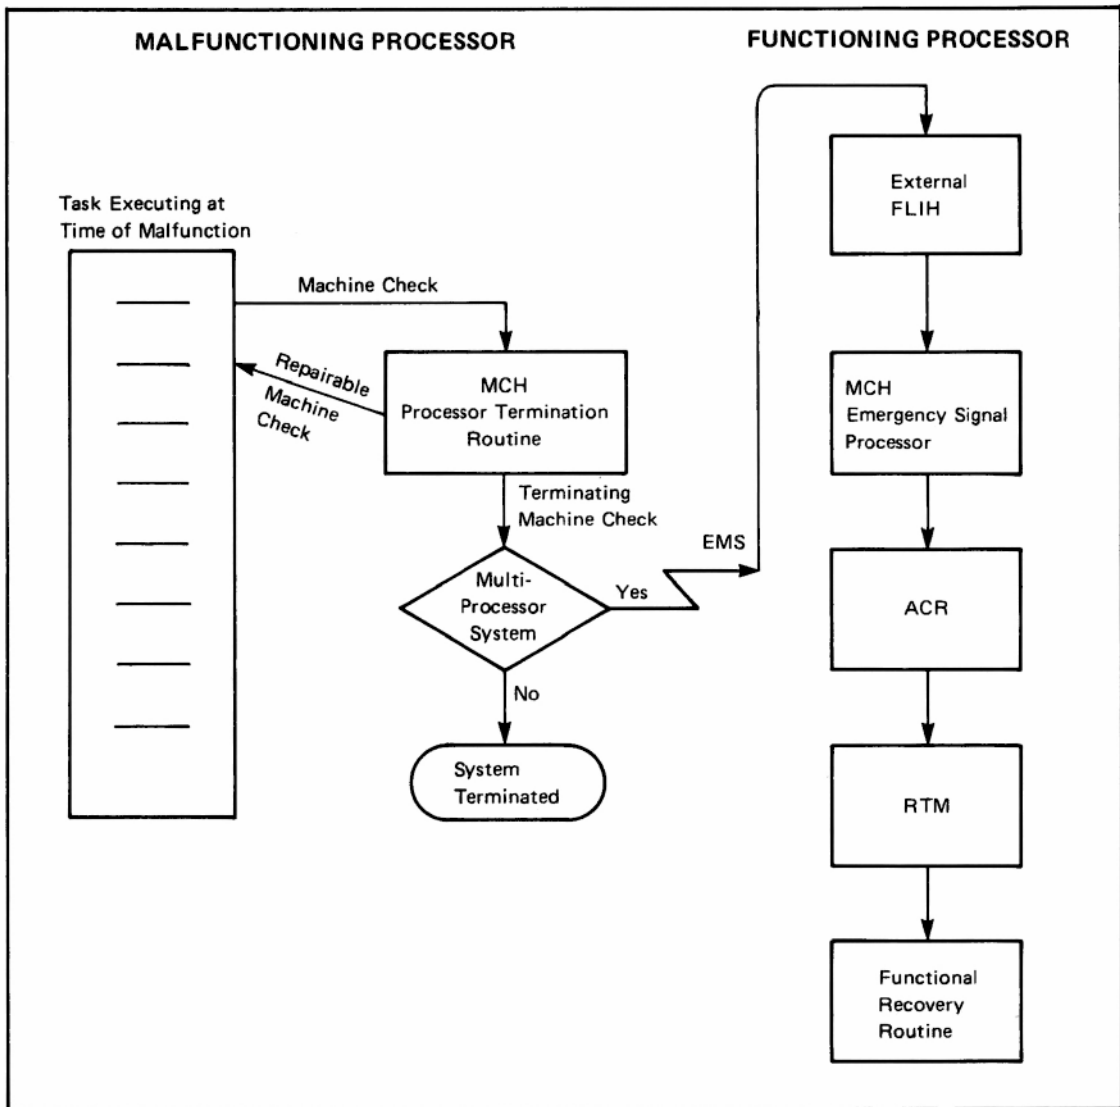 MALFUNCTIONING PROCESSOR
FUNCTIONING PROCESSOR
Task Executing at
Time of Malfunction
Machine Check
Repairable
Machine
Check
MCH
Processor Termination
Routine
Terminating
Machine Check
Multi-
Processor
System
Yes
No
System
Terminated
EMS
External
FLIH
MCH
Emergency Signal
Processor
ACR
RTM
Functional
Recovery
Routine